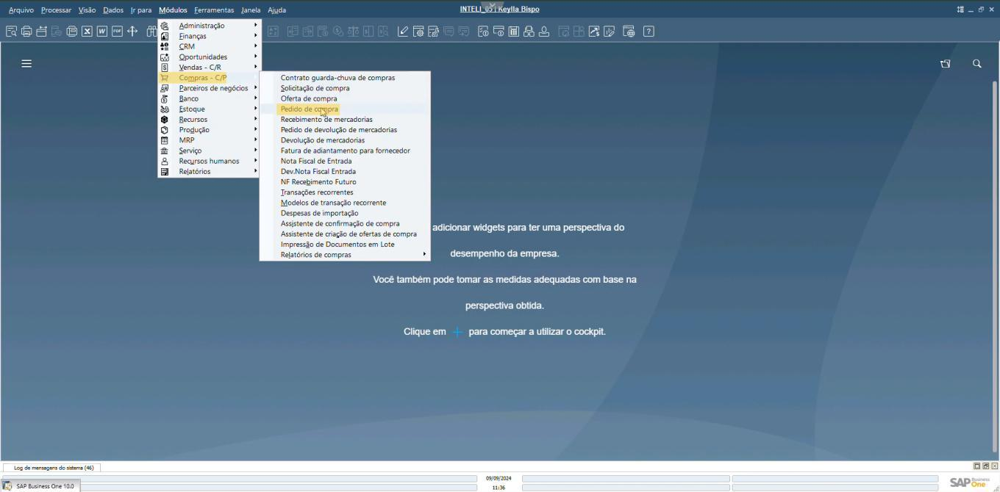 INTELI_05 | Keylla Bispo
Arquivo Processar Visão Dados Ir para Módulos Ferramentas Janela Ajuda
X W PDF ?
Administração
Finanças
CRM
Oportunidades
Vendas - C/R
Compras - C/P
Parceiros de negócios
Banco
Estoque
Recursos
Produção
MRP
Serviço
Recursos humanos
Relatórios
Contrato guarda-chuva de compras
Solicitação de compra
Oferta de compra
Pedido de compra
Recebimento de mercadorias
Pedido de devolução de mercadorias
Devolução de mercadorias
Fatura de adiantamento para fornecedor
Nota Fiscal de Entrada
Dev.Nota Fiscal Entrada
NF Recebimento Futuro
Transações recorrentes
Modelos de transação recorrente
Despesas de importação
Assistente de confirmação de compra
Assistente de criação de ofertas de compra
Impressão de Documentos em Lote
Relatórios de compras
adicionar widgets para ter uma perspectiva do
desempenho da empresa.
Você também pode tomar as medidas adequadas com base na
perspectiva obtida.
Clique em + para começar a utilizar o cockpit.
Log de mensagens do sistema (46)
09/09/2024
11:36
SAP Business One 10.0
SAP Business One